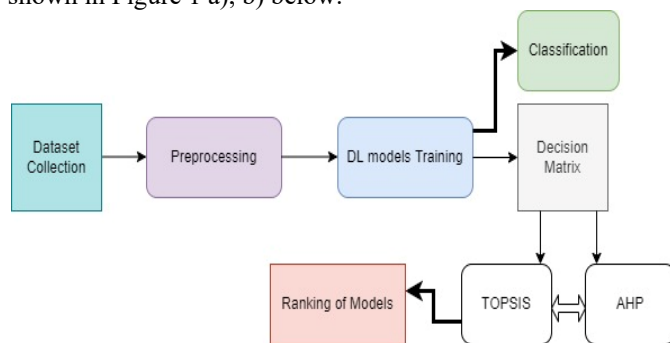 shown in Figure 1 a), b) below.
Classification
Dataset
Collection
Preprocessing
DL models Training
Decision
Matrix
Ranking of Models
TOPSIS
AHP